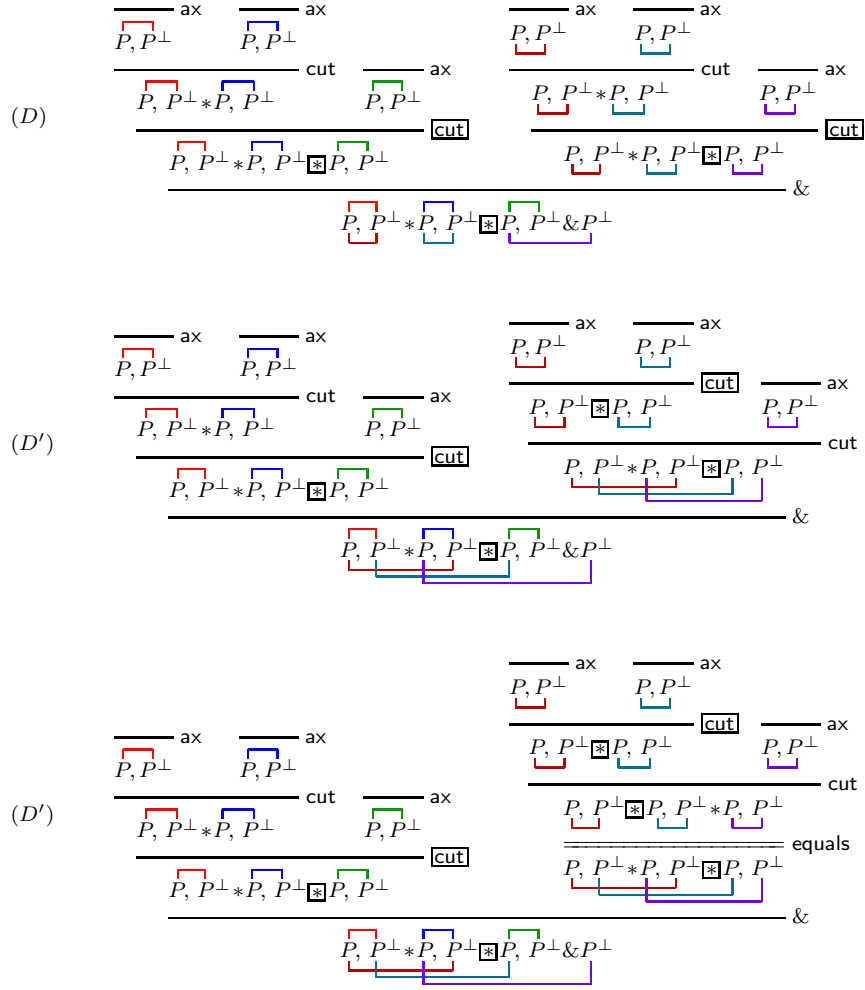 ax ax ax ax
P, P⊥ P, P⊥ P, P⊥ P, P⊥
cut ax cut ax
P, P⊥ ∗ P, P⊥ P, P⊥ P, P⊥ ∗ P, P⊥ P, P⊥
(D) cut cut
P, P⊥ ∗ P, P⊥ ∗ P, P⊥ P, P⊥ ∗ P, P⊥ ∗ P, P⊥
&
P, P⊥ ∗ P, P⊥ ∗ P, P⊥&P⊥
ax ax
ax ax P, P⊥ P, P⊥
P, P⊥ P, P⊥ cut ax
cut ax P, P⊥ ∗ P, P⊥ P, P⊥
P, P⊥ ∗ P, P⊥ P, P⊥ cut
(D′) cut P, P⊥ ∗ P, P⊥ ∗ P, P⊥
P, P⊥ ∗ P, P⊥ ∗ P, P⊥
&
P, P⊥ ∗ P, P⊥ ∗ P, P⊥&P⊥
ax ax
P, P⊥ P, P⊥
ax ax cut ax
P, P⊥ P, P⊥ P, P⊥ ∗ P, P⊥ P, P⊥
cut ax cut
P, P⊥ ∗ P, P⊥ P, P⊥ P, P⊥ ∗ P, P⊥ ∗ P, P⊥
(D′) equals
cut P, P⊥ ∗ P, P⊥ ∗ P, P⊥
P, P⊥ ∗ P, P⊥ ∗ P, P⊥
&
P, P⊥ ∗ P, P⊥ ∗ P, P⊥&P⊥